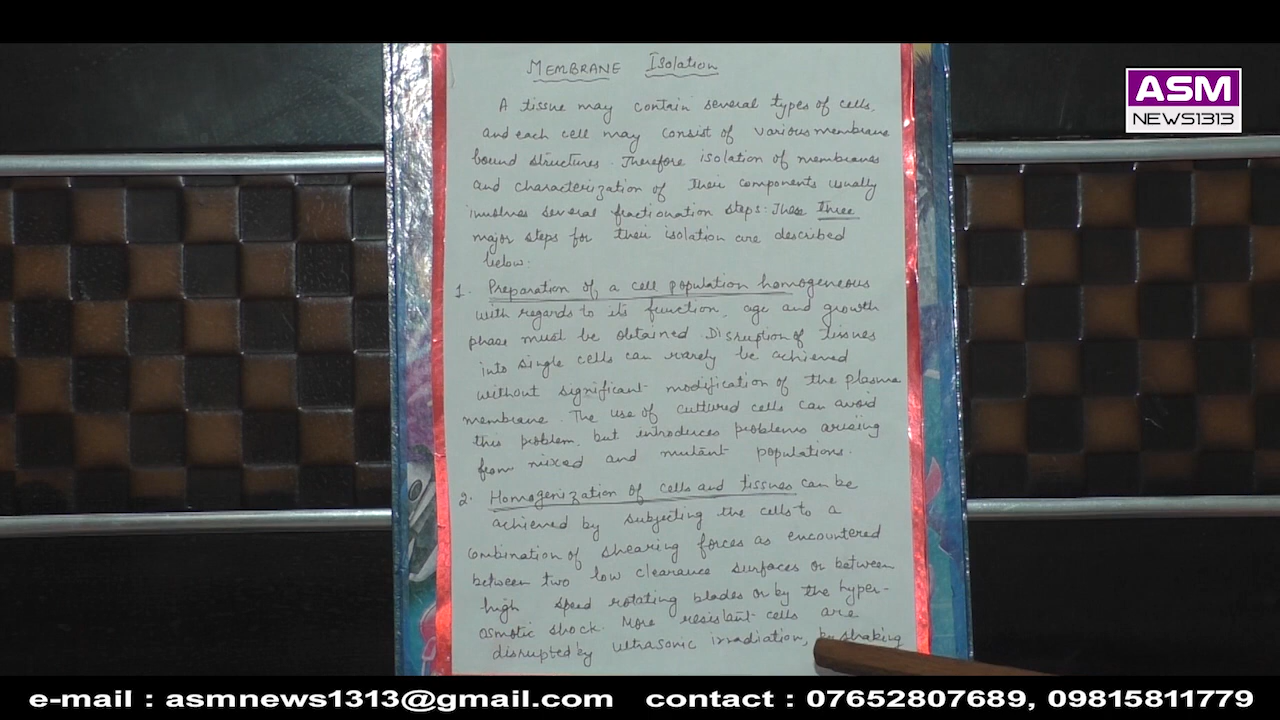 MEMBRANE Isolation
A tissue may contain several types of cells.
and each cell may consist of various membrane
bound structures. Therefore isolation of membranes
and characterization of Their components usually
involves several fractionation steps. These three
major steps for their isolation are described
below.
1. Preparation of a cell population homogeneous
with regards to its function, age and growth
phase must be obtained. Disruption of tissues
into single cells can rarely be achieved
without significant modification of the plasma
membrane. The use of cultured cells can avoid
this problem, but introduces problems arising
from mixed and mutant populations.
2. Homogenization of cells and tissues can be
achieved by subjecting the cells to a
combination of shearing forces as encountered
between two low clearance surfaces or between
high speed rotating blades or by the hyper-
osmotic shock. More resistant cells are
disrupted by ultrasonic irradiation, by shaking
ASM
NEWS1313
e-mail : asmnews1313@gmail.com contact : 07652807689, 09815811779